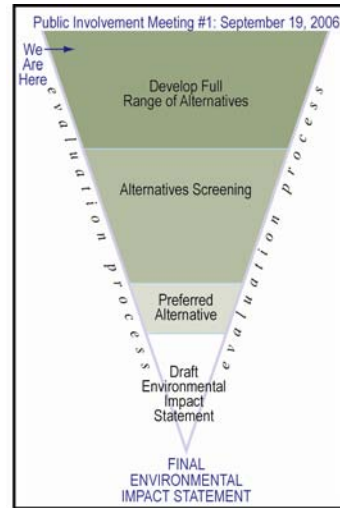 Public Involvement Meeting #1: September 19, 2006
We
Are
Here
Develop Full
Range of Alternatives
evaluation process
evaluation process
Alternatives Screening
Preferred
Alternative
Draft
Environmental
Impact
Statement
FINAL
ENVIRONMENTAL
IMPACT STATEMENT